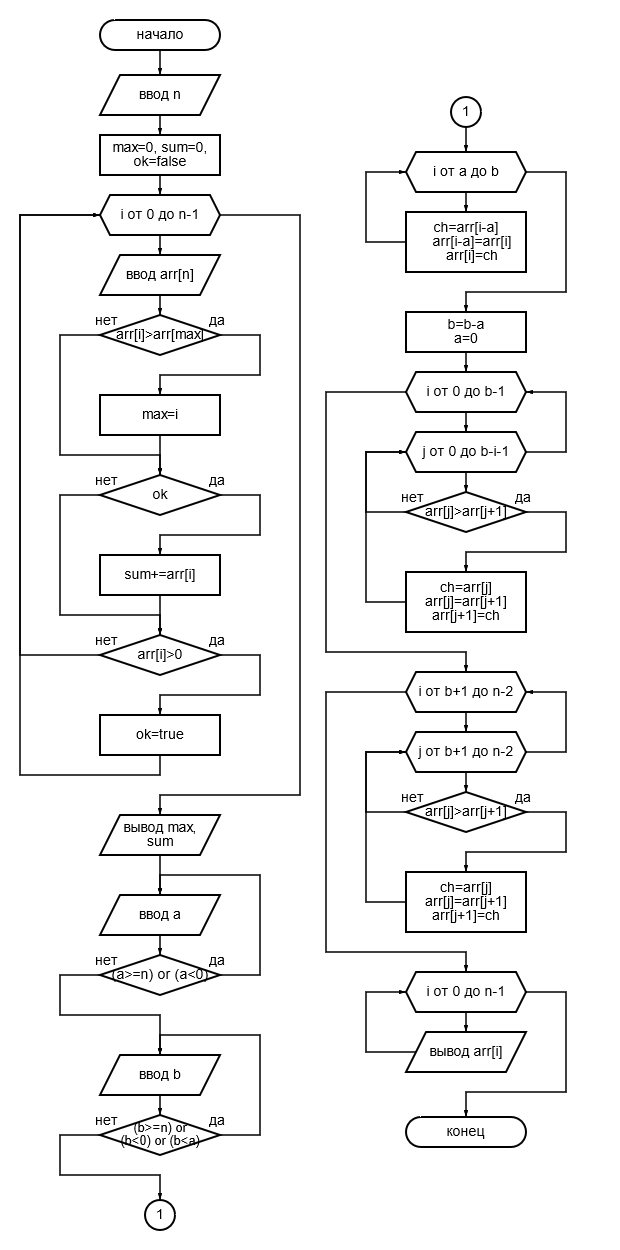 начало
ввод n
max=0, sum=0,
ok=false
i от 0 до n-1
ввод arr[n]
нет
да
arr[i]>arr[max]
max=i
нет
да
ok
sum+=arr[i]
нет
да
arr[i]>0
ok=true
вывод max,
sum
ввод a
нет
да
(a>=n) or (a<0)
ввод b
нет
да
(b>=n) or
(b<0) or (b<a)
1
1
i от a до b
ch=arr[i-a]
arr[i-a]=arr[i]
arr[i]=ch
b=b-a
a=0
i от 0 до b-1
j от 0 до b-i-1
нет
да
arr[j]>arr[j+1]
ch=arr[j]
arr[j]=arr[j+1]
arr[j+1]=ch
i от b+1 до n-2
j от b+1 до n-2
нет
да
arr[j]>arr[j+1]
ch=arr[j]
arr[j]=arr[j+1]
arr[j+1]=ch
i от 0 до n-1
вывод arr[i]
конец